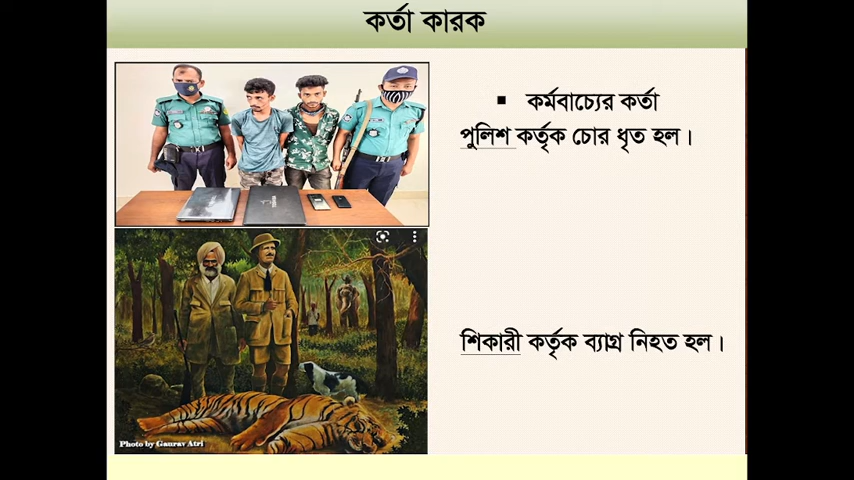 কর্তা কারক
▪ কর্মবাচ্যের কর্তা
পুলিশ কর্তৃক চোর ধৃত হল।
শিকারী কর্তৃক ব্যাগ্র নিহত হল।
Photo by Gaurav Atri